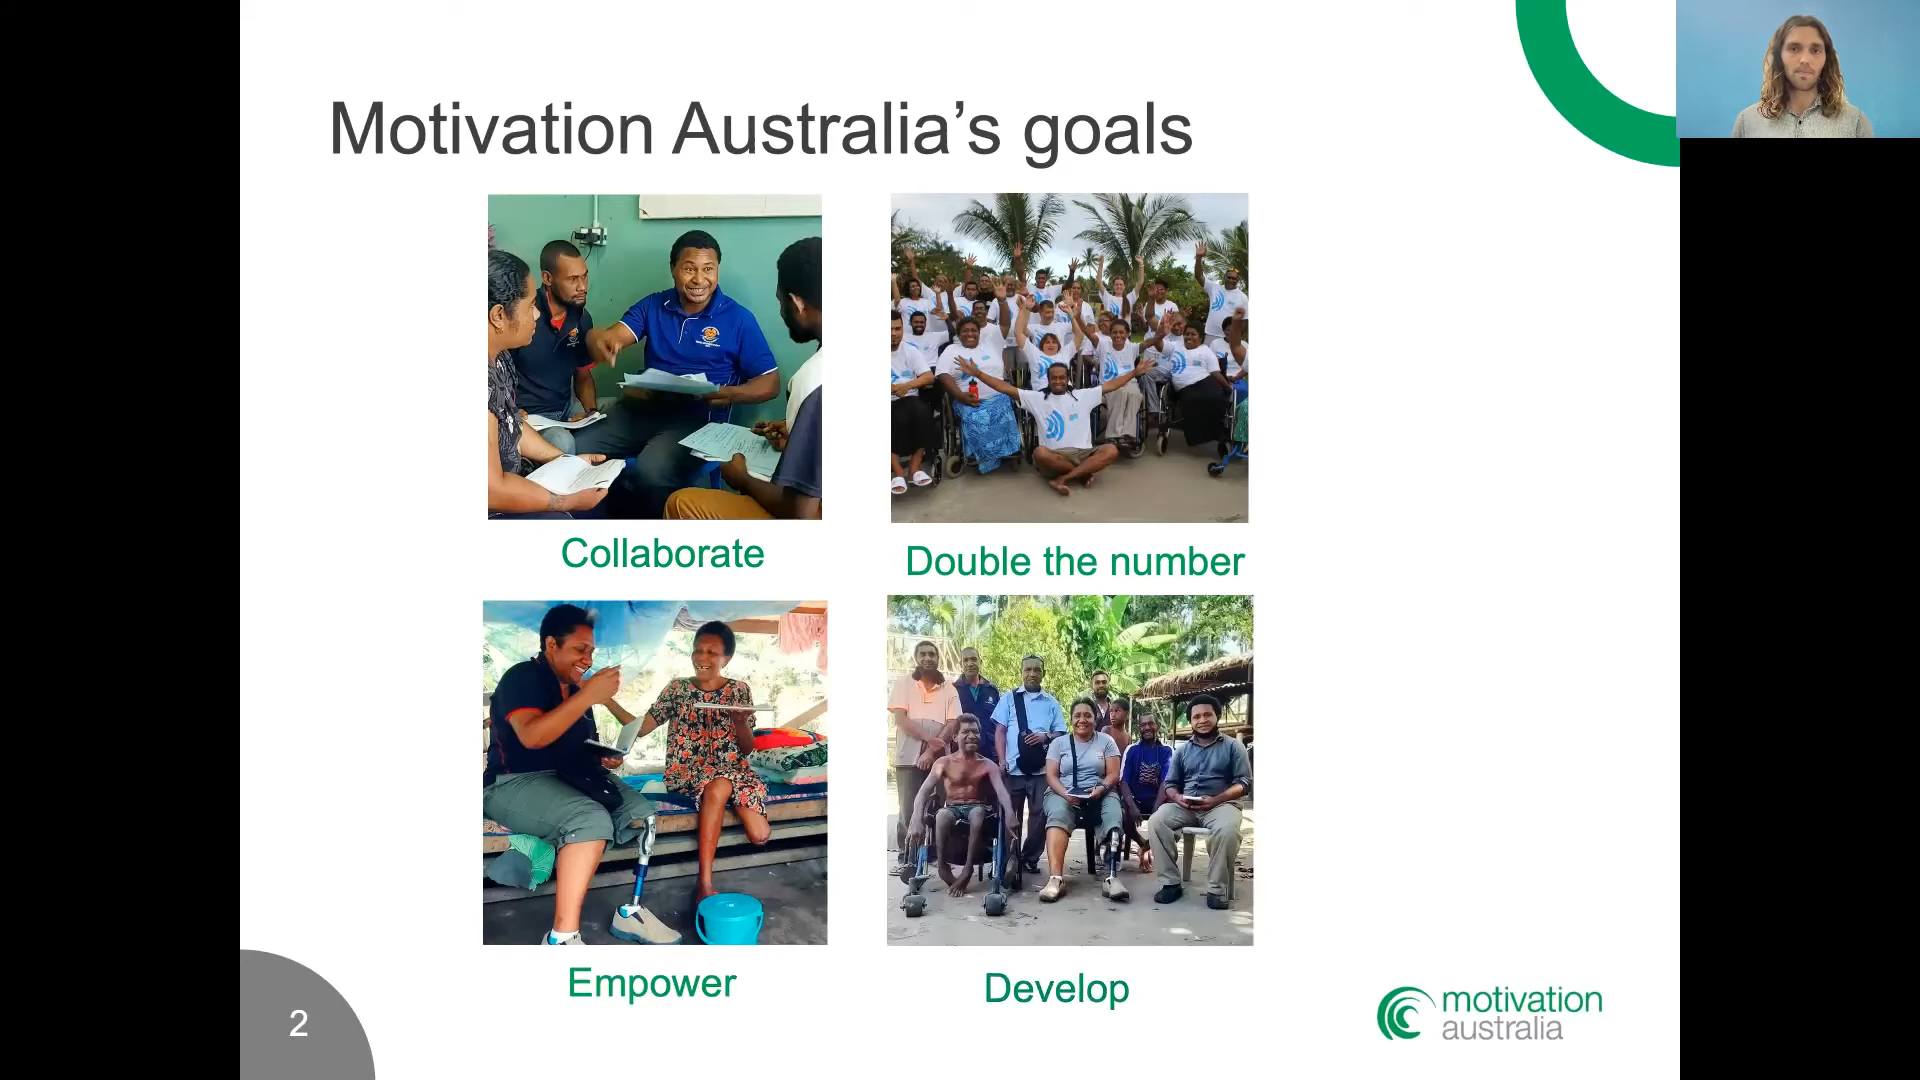 Motivation Australia’s goals
Collaborate
Double the number
Empower
Develop
2
motivation
australia